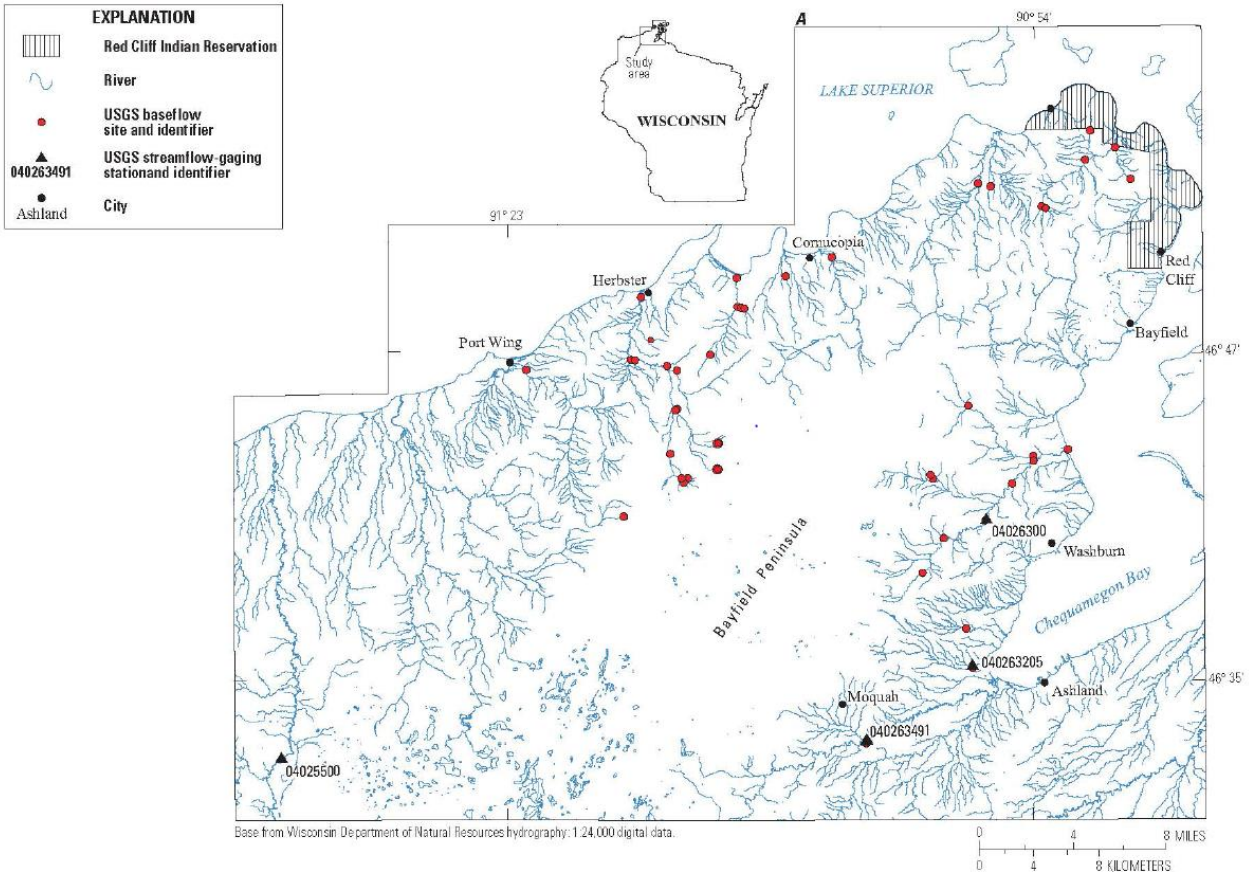 EXPLANATION
Red Cliff Indian Reservation
River
USGS baseflow
site and identifier
040263491
USGS streamflow-gaging
stationand identifier
Ashland
City
Study
area
WISCONSIN
A
90° 54'
LAKE SUPERIOR
91° 23'
Cornucopia
Red
Cliff
Herbster
Bayfield
Port Wing
46° 47'
04026300
Washburn
Bayfield Peninsula
Chequamegon Bay
040263205
46° 35'
Ashland
Moquah
040263491
04025500
Base from Wisconsin Department of Natural Resources hydrography: 1:24,000 digital data.
0 4 8 MILES
0 4 8 KILOMETERS